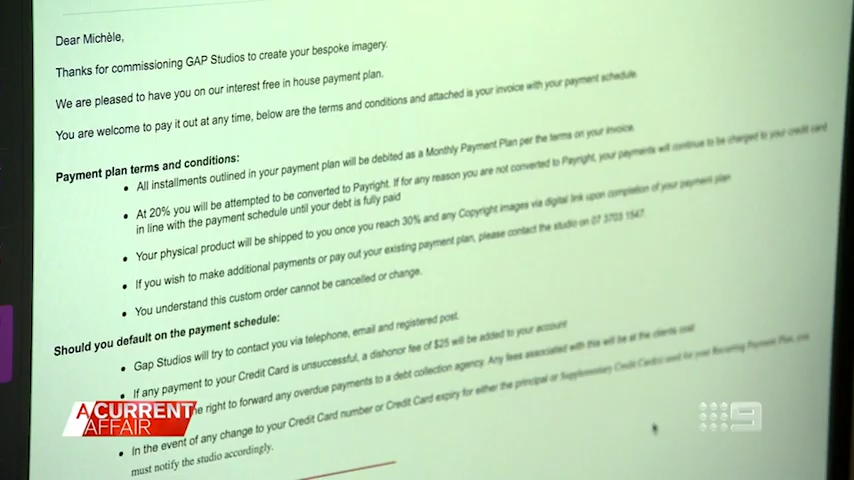 Dear Michèle,
Thanks for commissioning GAP Studios to create your bespoke imagery.
We are pleased to have you on our interest free in house payment plan.
You are welcome to pay it out at any time, below are the terms and conditions and attached is your invoice with your payment schedule.
Payment plan terms and conditions:
• All installments outlined in your payment plan will be debited as a Monthly Payment Plan per the terms on your invoice.
• At 20% you will be attempted to be converted to Payright. If for any reason you are not converted to Payright, your payments will continue to be charged to your credit card
in line with the payment schedule until your debt is fully paid
• Your physical product will be shipped to you once you reach 30% and any Copyright images via digital link upon completion of your payment plan
• If you wish to make additional payments or pay out your existing payment plan, please contact the studio on 07 3703 1547.
• You understand this custom order cannot be cancelled or change.
Should you default on the payment schedule:
• Gap Studios will try to contact you via telephone, email and registered post.
• If any payment to your Credit Card is unsuccessful, a dishonor fee of $25 will be added to your account
he right to forward any overdue payments to a debt collection agency. Any fees associated with this will be at the clients cost
• In the event of any change to your Credit Card number or Credit Card expiry for either the principal or Supplementary Credit Card(s) used for your Recurring Payment Plan, you
must notify the studio accordingly.
A CURRENT
AFFAIR
9